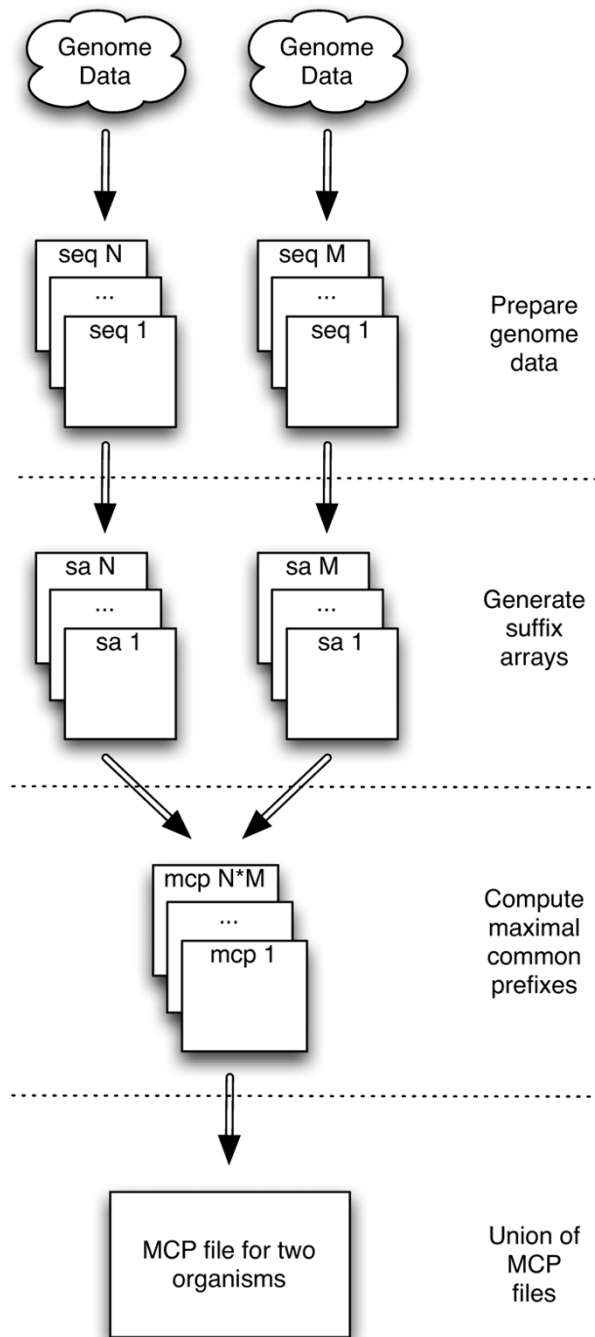 Genome
Data
Genome
Data
seq N
...
seq 1
seq M
...
seq 1
Prepare
genome
data
sa N
...
sa 1
sa M
...
sa 1
Generate
suffix
arrays
mcp N*M
...
mcp 1
Compute
maximal
common
prefixes
MCP file for two
organisms
Union of
MCP
files